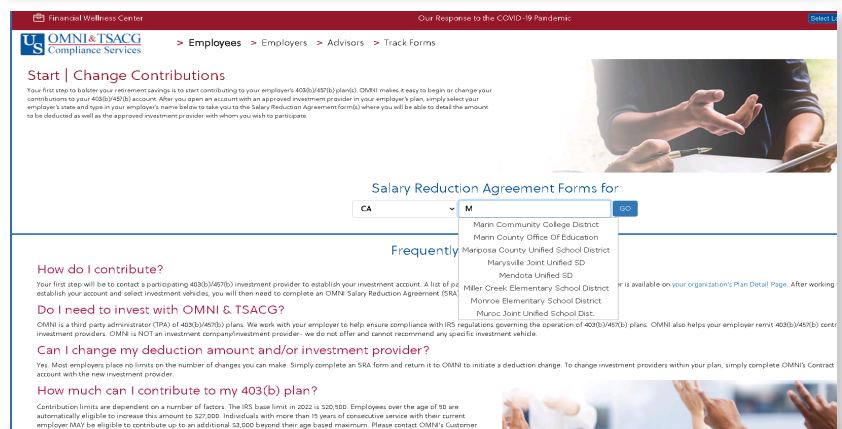 Financial Wellness Center
Our Response to the COVID-19 Pandemic
Select La
US OMNI & TSACG
Compliance Services
> Employees > Employers > Advisors > Track Forms
Start | Change Contributions
Your first step to bolster your retirement savings is to start contributing to your employer's 403(b)/457(b) plan(s). OMNI makes it easy to begin or change your
contributions to your 403(b)/457(b) account. After you open an account with an approved investment provider in your employer's plan, simply select your
employer's state and type in your employer's name below to take you to the Salary Reduction Agreement form(s) where you will be able to detail the amount
to be deducted as well as the approved investment provider with whom you wish to participate.
Salary Reduction Agreement Forms for
CA M GO
Marin Community College District
Marin County Office Of Education
Mariposa County Unified School District
Marysville Joint Unified SD
Mendota Unified SD
Miller Creek Elementary School District
Monroe Elementary School District
Muroc Joint Unified School Dist.
Frequently
How do I contribute?
Your first step will be to contact a participating 403(b)/457(b) investment provider to establish your investment account. A list of pa er is available on your organization's Plan Detail Page. After working
establish your account and select investment vehicles, you will then need to complete an OMNI Salary Reduction Agreement (SRA)
Do I need to invest with OMNI & TSACG?
OMNI is a third party administrator (TPA) of 403(b)/457(b) plans. We work with your employer to help ensure compliance with IRS regulations governing the operation of 403(b)/457(b) plans. OMNI also helps your employer remit 403(b)/457(b) contr
investment providers. OMNI is NOT an investment company/investment provider- we do not offer and cannot recommend any specific investment vehicle.
Can I change my deduction amount and/or investment provider?
Yes. Most employers place no limits on the number of changes you can make. Simply complete an SRA form and return it to OMNI to initiate a deduction change. To change investment providers within your plan, simply complete OMNI's Contract
account with the new investment provider.
How much can I contribute to my 403(b) plan?
Contribution limits are dependent on a number of factors. The IRS base limit in 2022 is $20,500. Employees over the age of 50 are
automatically eligible to increase this amount to $27,000. Individuals with more than 15 years of consecutive service with their current
employer MAY be eligible to contribute up to an additional $3,000 beyond their age based maximum. Please contact OMNI's Customer